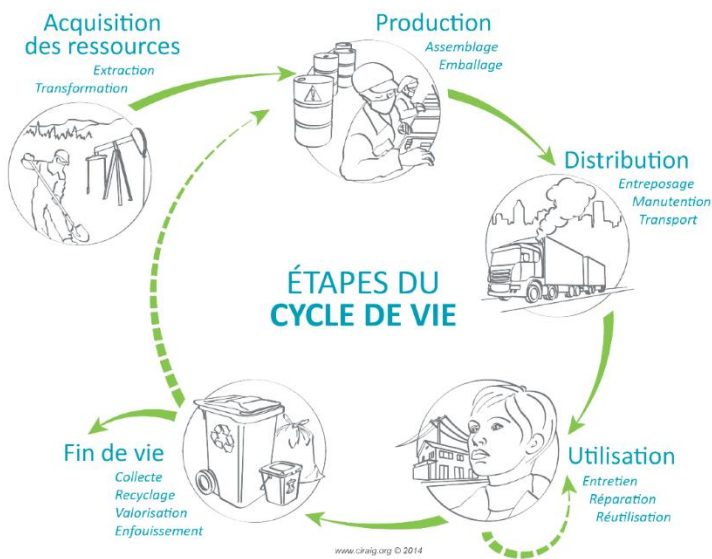 Acquisition
des ressources
Extraction
Transformation
Production
Assemblage
Emballage
Distribution
Entreposage
Manutention
Transport
ÉTAPES DU
CYCLE DE VIE
Utilisation
Entretien
Réparation
Réutilisation
Fin de vie
Collecte
Recyclage
Valorisation
Enfouissement
www.ciraig.org © 2014